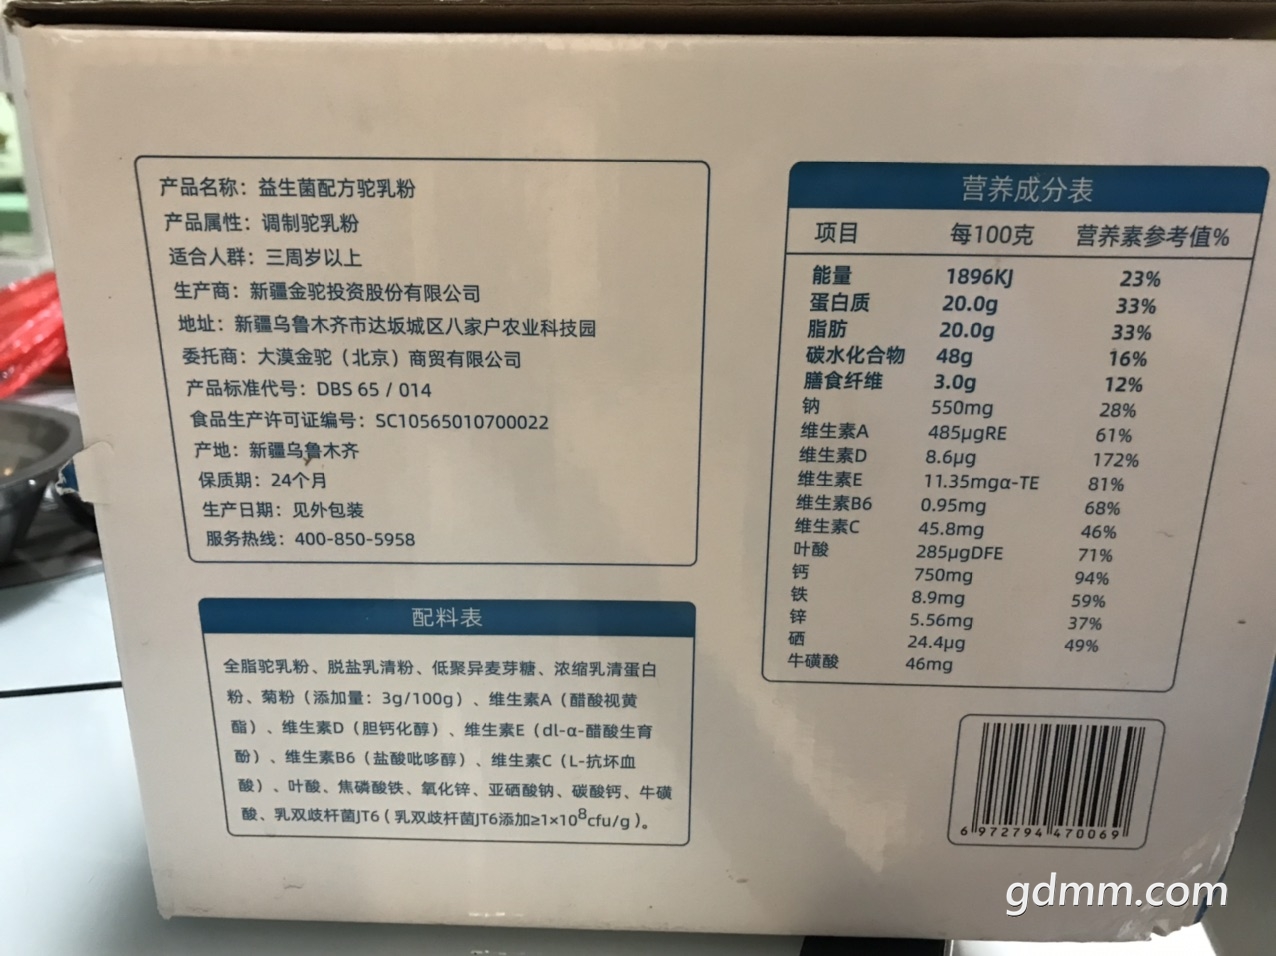 产品名称：益生菌配方驼乳粉
产品属性：调制驼乳粉
适合人群：三周岁以上
生产商：新疆金驼投资股份有限公司
地址：新疆乌鲁木齐市达坂城区八家户农业科技园
委托商：大漠金驼（北京）商贸有限公司
产品标准代号：DBS 65 / 014
食品生产许可证编号：SC10565010700022
产地：新疆乌鲁木齐
保质期：24个月
生产日期：见外包装
服务热线：400-850-5958
配料表
全脂驼乳粉、脱盐乳清粉、低聚异麦芽糖、浓缩乳清蛋白
粉、菊粉（添加量：3g/100g）、维生素A（醋酸视黄
酯）、维生素D（胆钙化醇）、维生素E（dl-α-醋酸生育
酚）、维生素B6（盐酸吡哆醇）、维生素C（L-抗坏血
酸）、叶酸、焦磷酸铁、氧化锌、亚硒酸钠、碳酸钙、牛磺
酸、乳双歧杆菌JT6（乳双歧杆菌JT6添加≥1×10⁸cfu/g）。
营养成分表
项目 每100克 营养素参考值%
能量 1896KJ 23%
蛋白质 20.0g 33%
脂肪 20.0g 33%
碳水化合物 48g 16%
膳食纤维 3.0g 12%
钠 550mg 28%
维生素A 485μgRE 61%
维生素D 8.6μg 172%
维生素E 11.35mgα-TE 81%
维生素B6 0.95mg 68%
维生素C 45.8mg 46%
叶酸 285μgDFE 71%
钙 750mg 94%
铁 8.9mg 59%
锌 5.56mg 37%
硒 24.4μg 49%
牛磺酸 46mg
6 972794 470069
gdmm.com